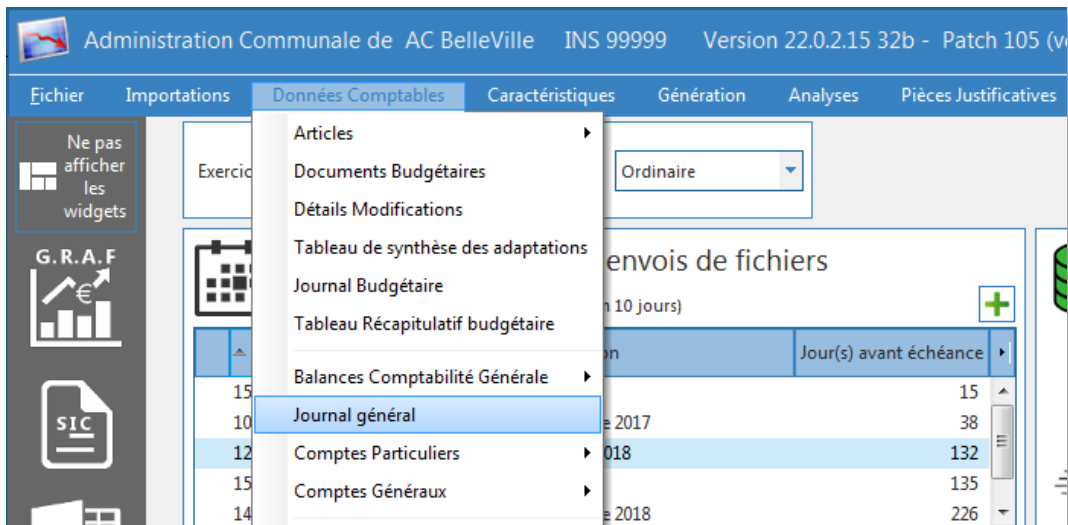 Administration Communale de AC BelleVille INS 99999 Version 22.0.2.15 32b - Patch 105
Fichier Importations Données Comptables Caractéristiques Génération Analyses Pièces Justificatives
Ne pas
afficher
les
widgets
G.R.A.F
€
SIC
Ordinaire
Articles
Documents Budgétaires
Détails Modifications
Tableau de synthèse des adaptations
Journal Budgétaire
Tableau Récapitulatif budgétaire
Balances Comptabilité Générale
Journal général
Comptes Particuliers
Comptes Généraux
envois de fichiers
10 jours)
Jour(s) avant échéance
15 15
10 2017 38
12 2018 132
15 135
14 2018 226